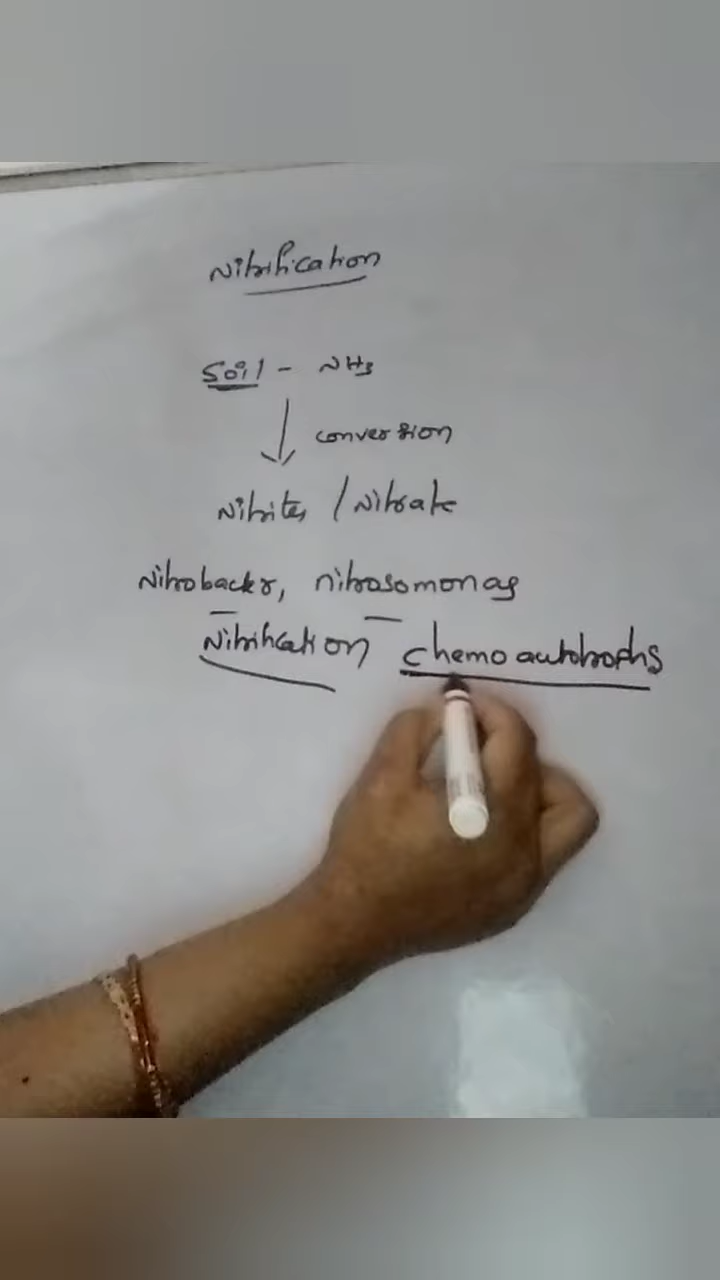 Nitrification
Soil - NH3
conversion
Nitrites / Nitrate
Nitrobacter, nitrosomonas
Nitrification chemoautotrophs